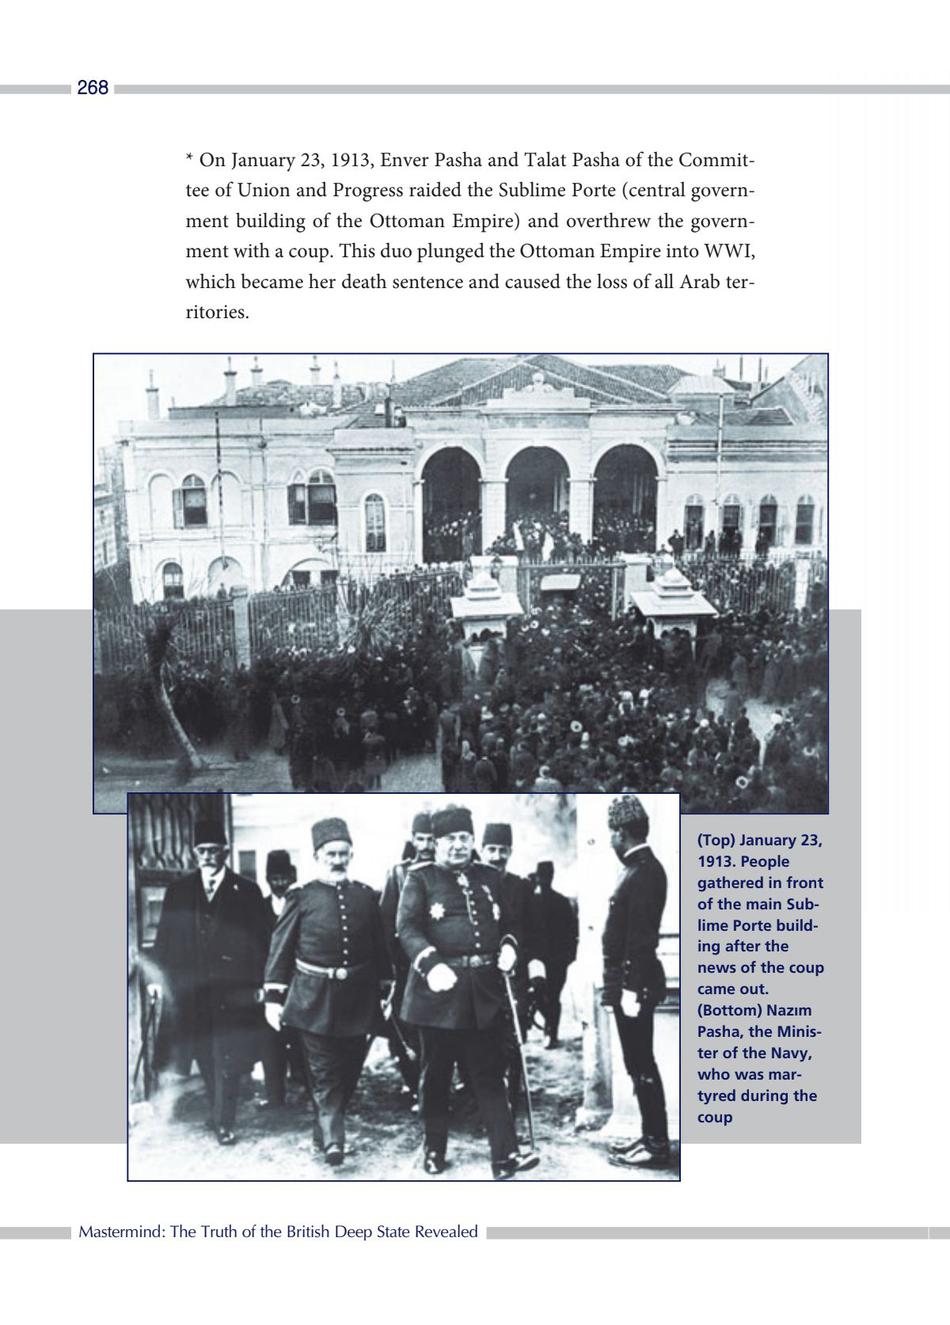 268
* On January 23, 1913, Enver Pasha and Talat Pasha of the Commit-
tee of Union and Progress raided the Sublime Porte (central govern-
ment building of the Ottoman Empire) and overthrew the govern-
ment with a coup. This duo plunged the Ottoman Empire into WWI,
which became her death sentence and caused the loss of all Arab ter-
ritories.
(Top) January 23,
1913. People
gathered in front
of the main Sub-
lime Porte build-
ing after the
news of the coup
came out.
(Bottom) Nazım
Pasha, the Minis-
ter of the Navy,
who was mar-
tyred during the
coup
Mastermind: The Truth of the British Deep State Revealed